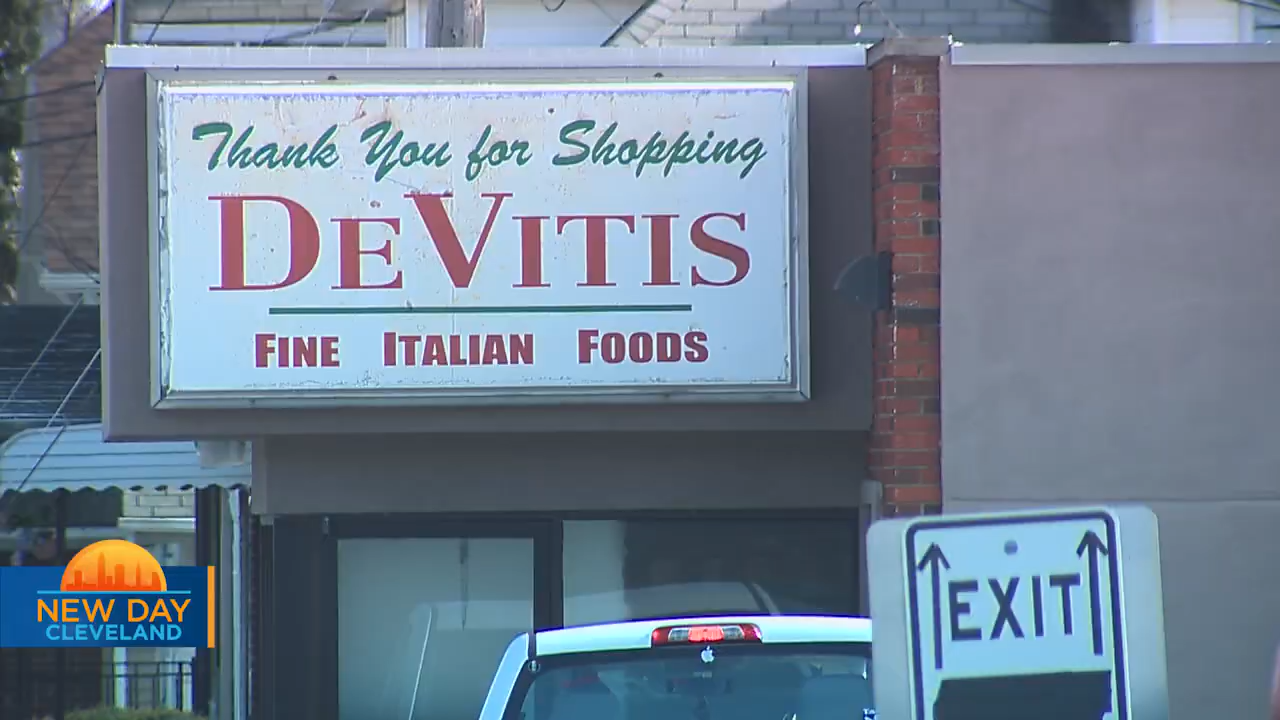 Thank You for Shopping
DEVITIS
FINE ITALIAN FOODS
EXIT
NEW DAY
CLEVELAND